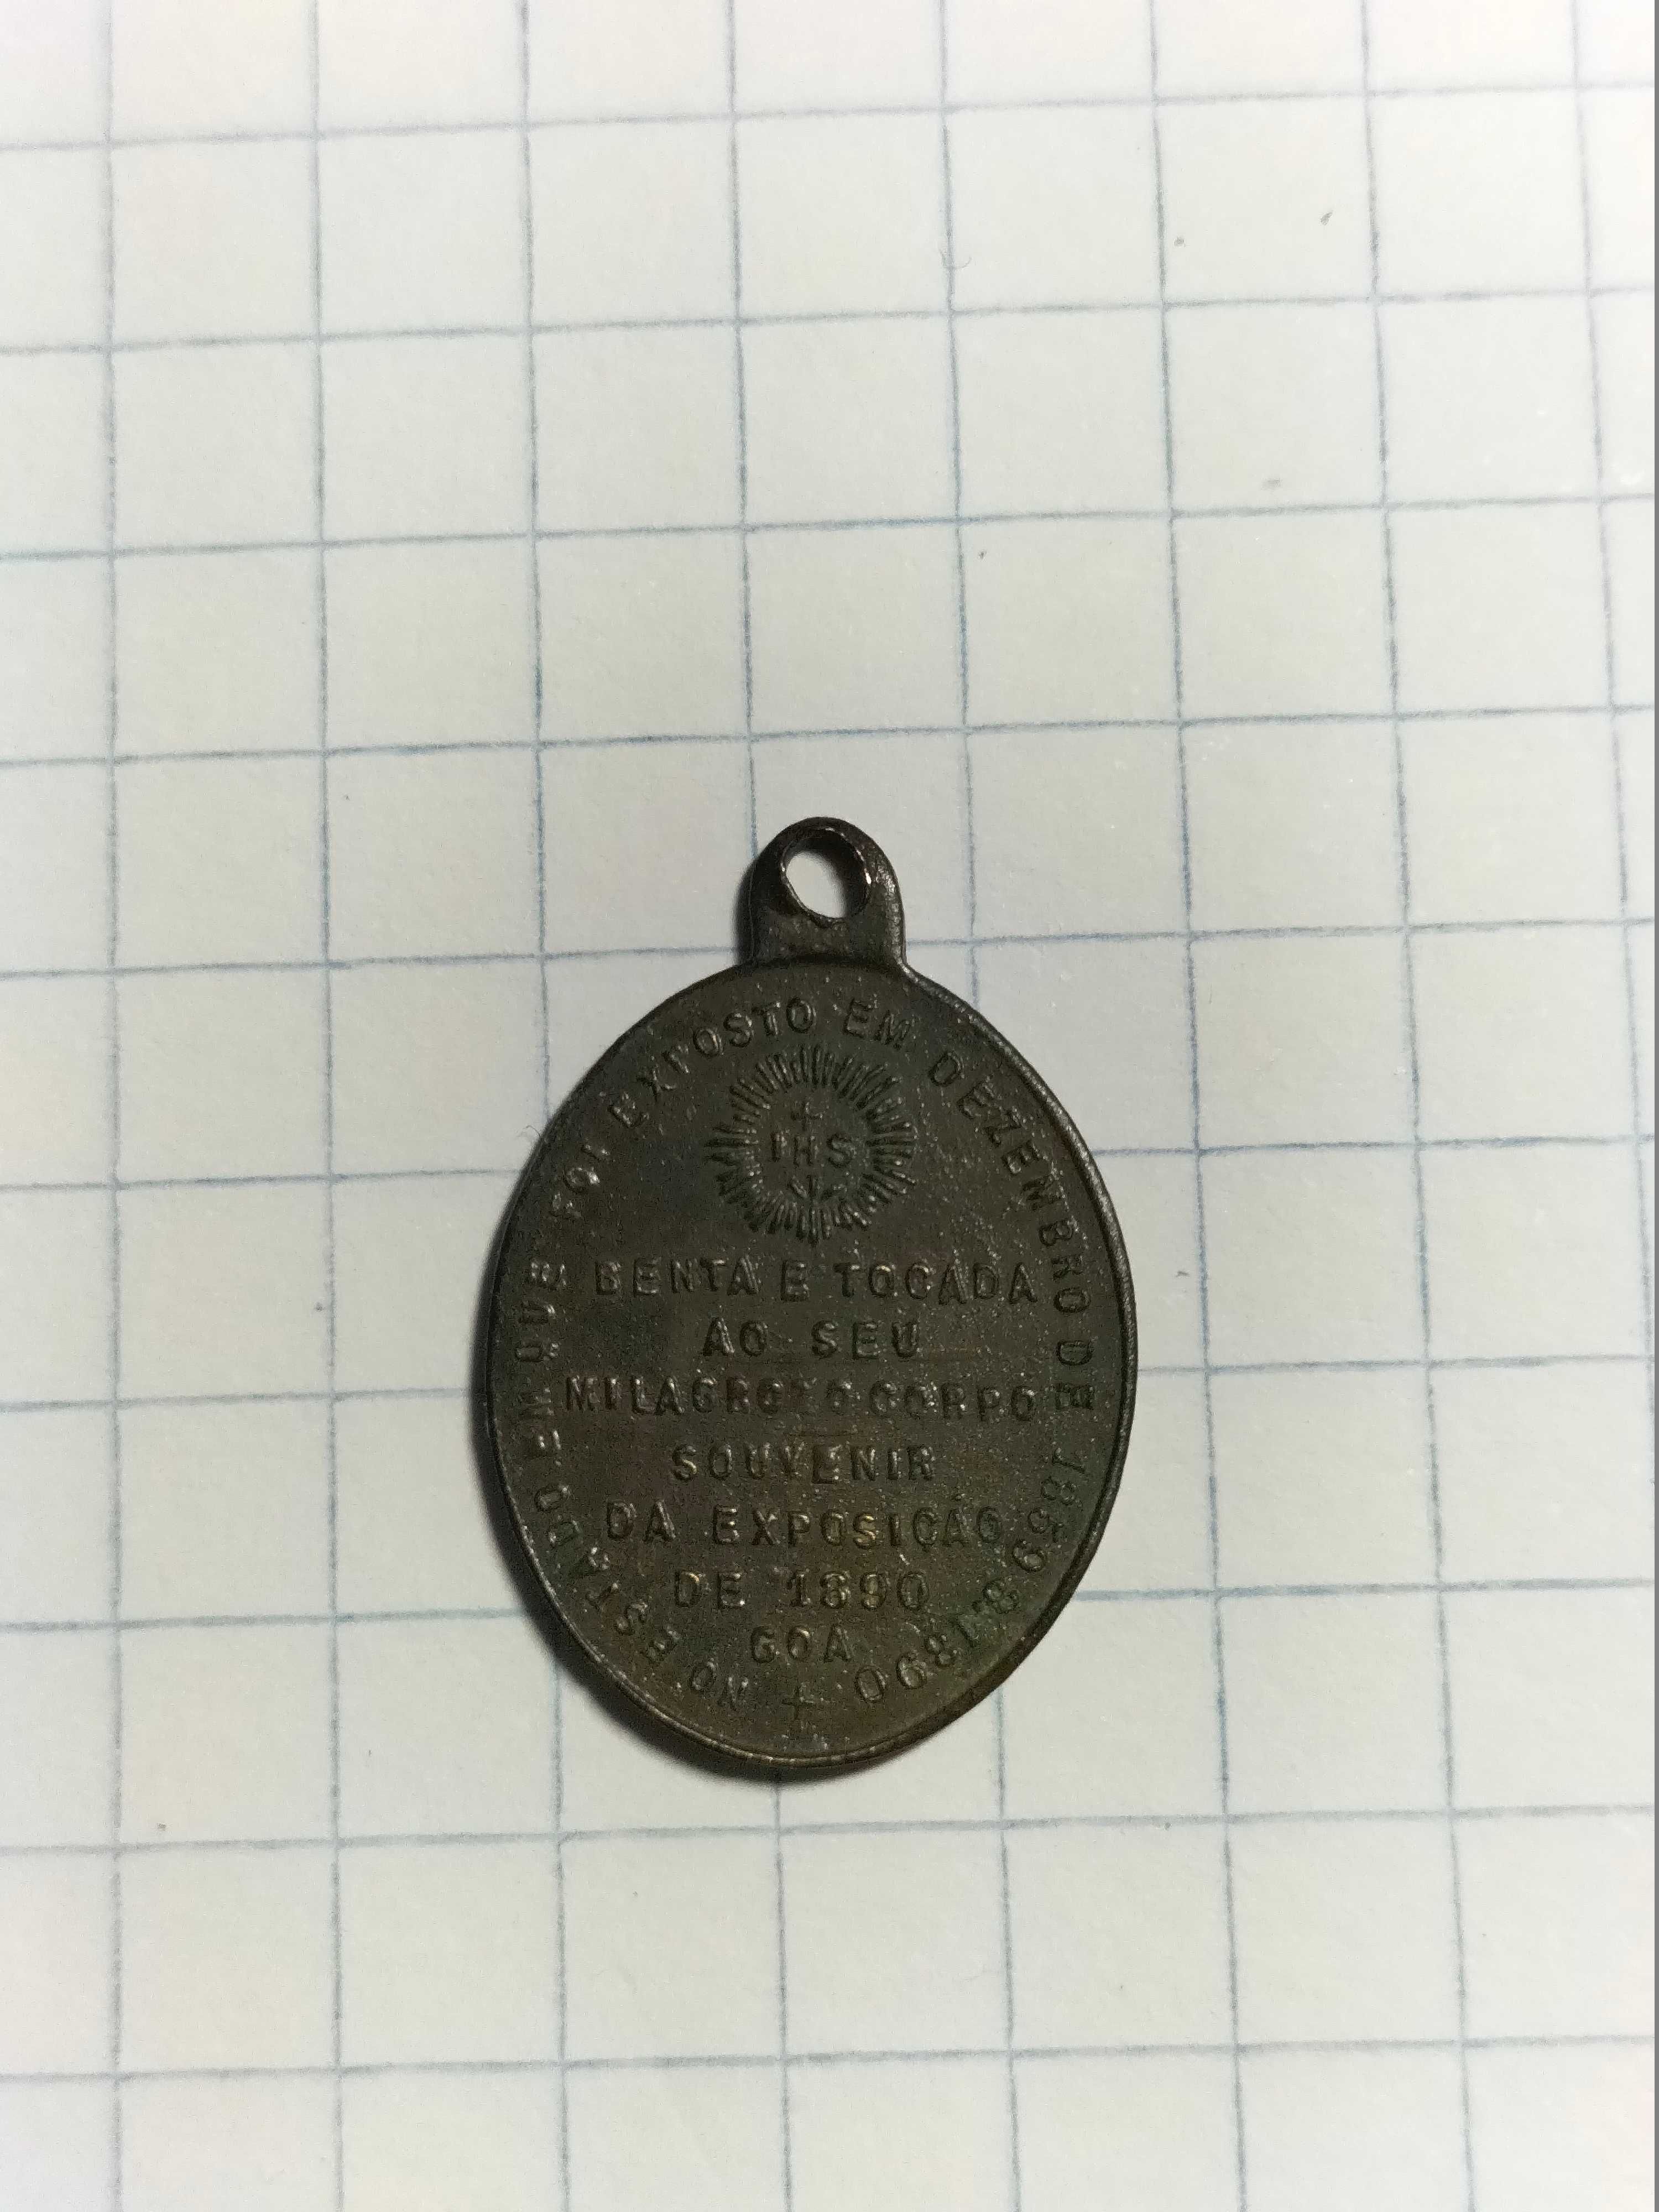 NO ESTADO EM QUE FOI EXPOSTO EM DEZEMBRO DE 1859 & 1890
IHS
BENTA E TOCADA
AO SEU
MILAGROZO CORPO
SOUVENIR
DA EXPOSIÇÃO
DE 1890
GOA